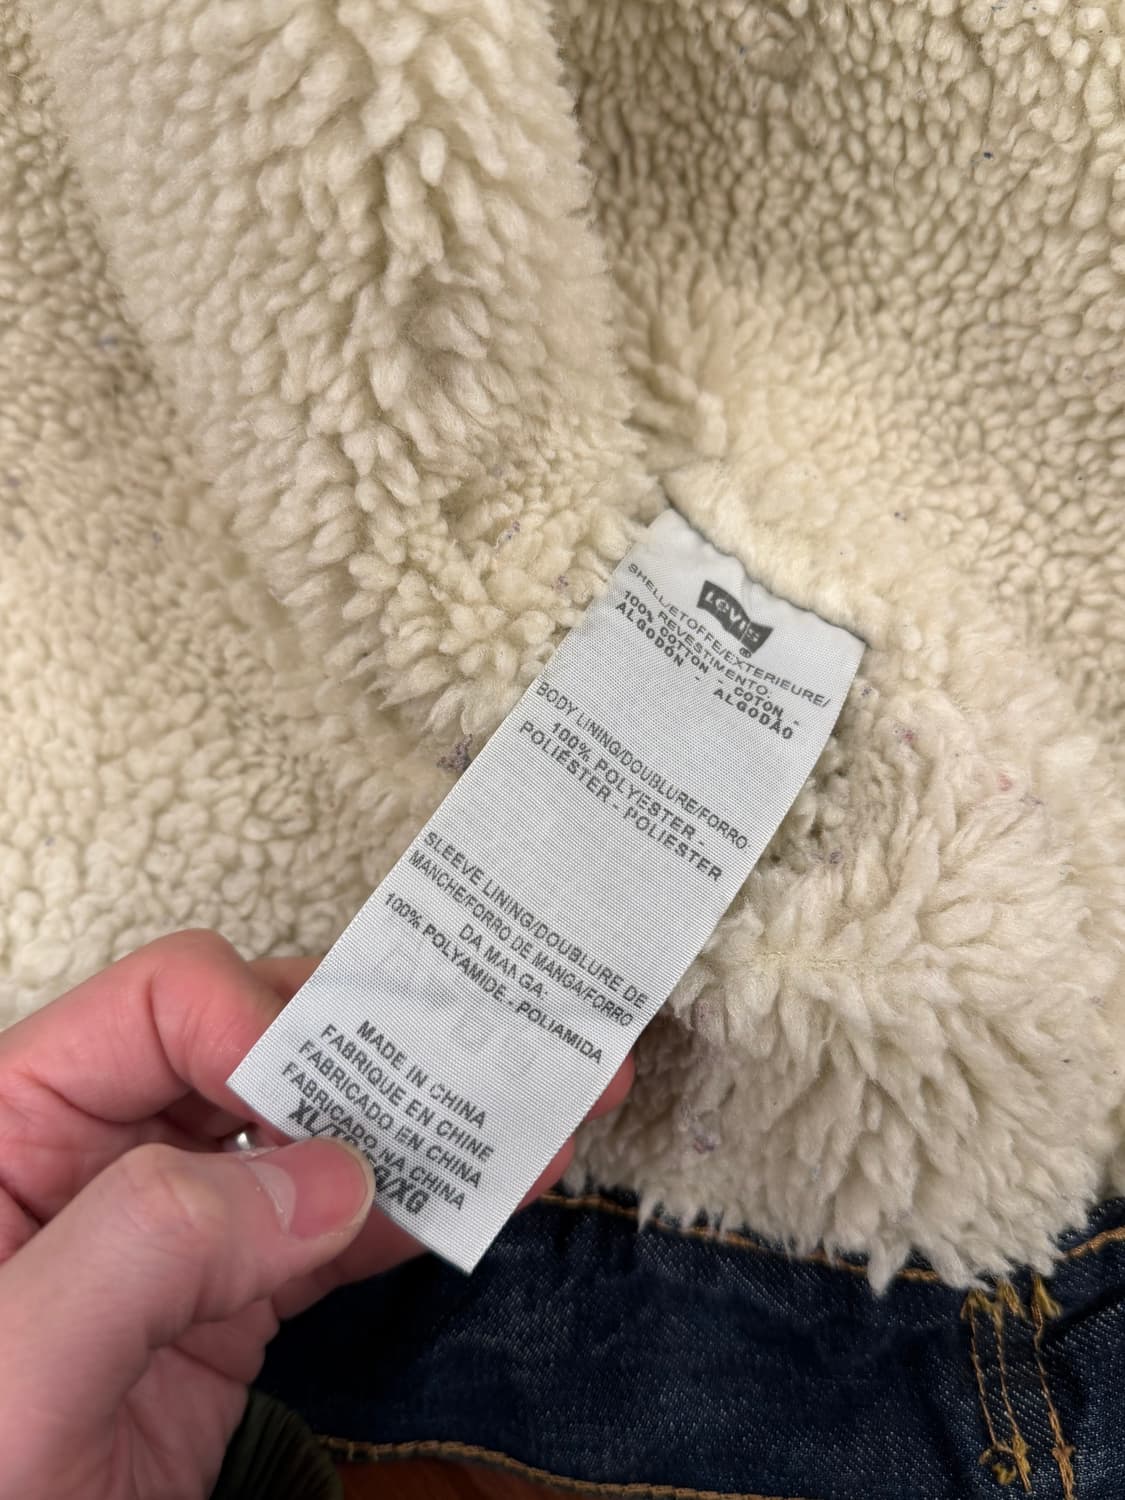 LEVI'S ®
SHELL/ETOFFE/EXTERIEURE/
REVESTIMENTO:
100% COTTON - COTON -
ALGODÓN - ALGODÃO
BODY LINING/DOUBLURE/FORRO
100% POLYESTER -
POLIÉSTER - POLIÉSTER
SLEEVE LINING/DOUBLURE DE
MANCHE/FORRO DE MANGA/FORRO
DA MANGA:
100% POLYAMIDE - POLIAMIDA
MADE IN CHINA
FABRIQUE EN CHINE
FABRICADO EN CHINA
FABRICADO NA CHINA